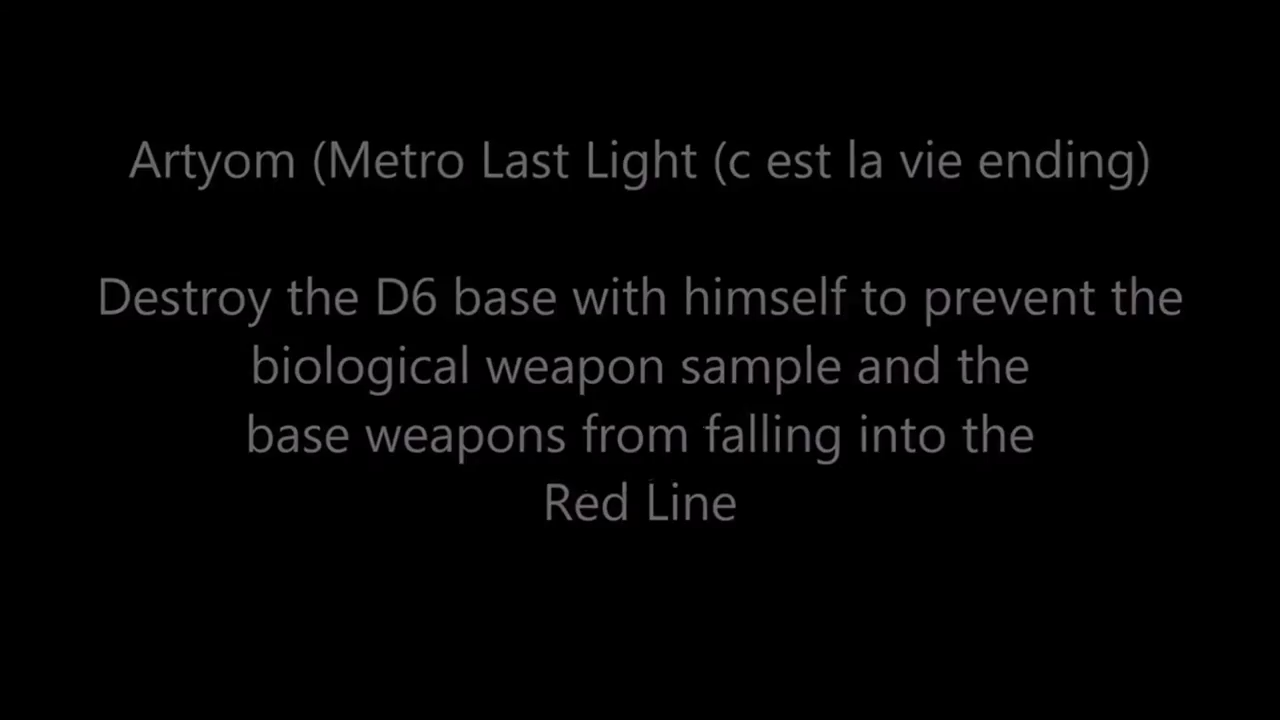 Artyom (Metro Last Light (c est la vie ending)
Destroy the D6 base with himself to prevent the
biological weapon sample and the
base weapons from falling into the
Red Line